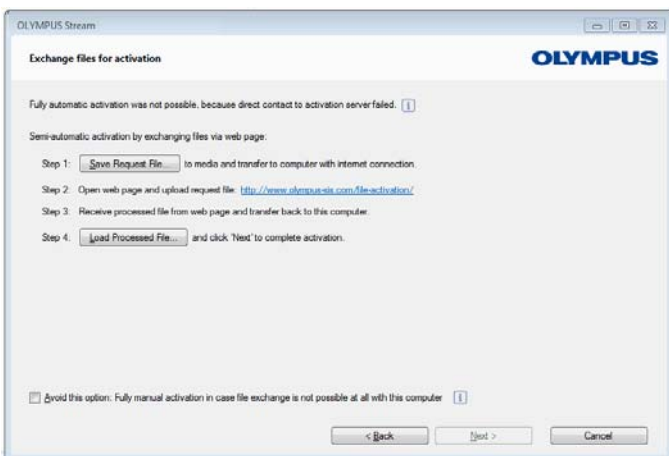 OLYMPUS Stream
Exchange files for activation
OLYMPUS
Fully automatic activation was not possible, because direct contact to activation server failed. i
Semi-automatic activation by exchanging files via web page:
Step 1: Save Request File... to media and transfer to computer with internet connection.
Step 2: Open web page and upload request file: http://www.olympus-sis.com/file-activation/
Step 3: Receive processed file from web page and transfer back to this computer.
Step 4: Load Processed File... and click 'Next' to complete activation.
Avoid this option: Fully manual activation in case file exchange is not possible at all with this computer i
< Back Next > Cancel